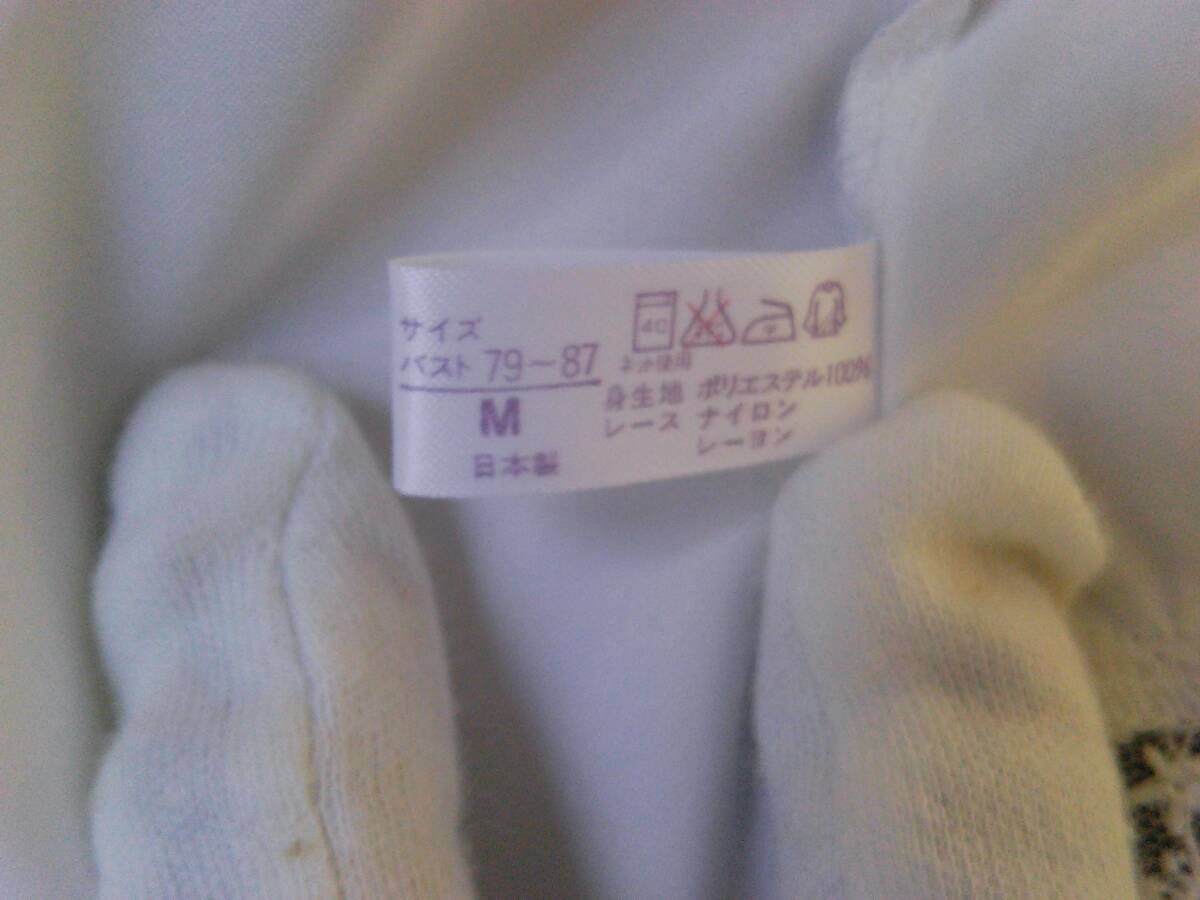 サイズ
バスト 79～87
M
日本製
40
ネット使用
身生地 ポリエステル100%
レース ナイロン
レーヨン